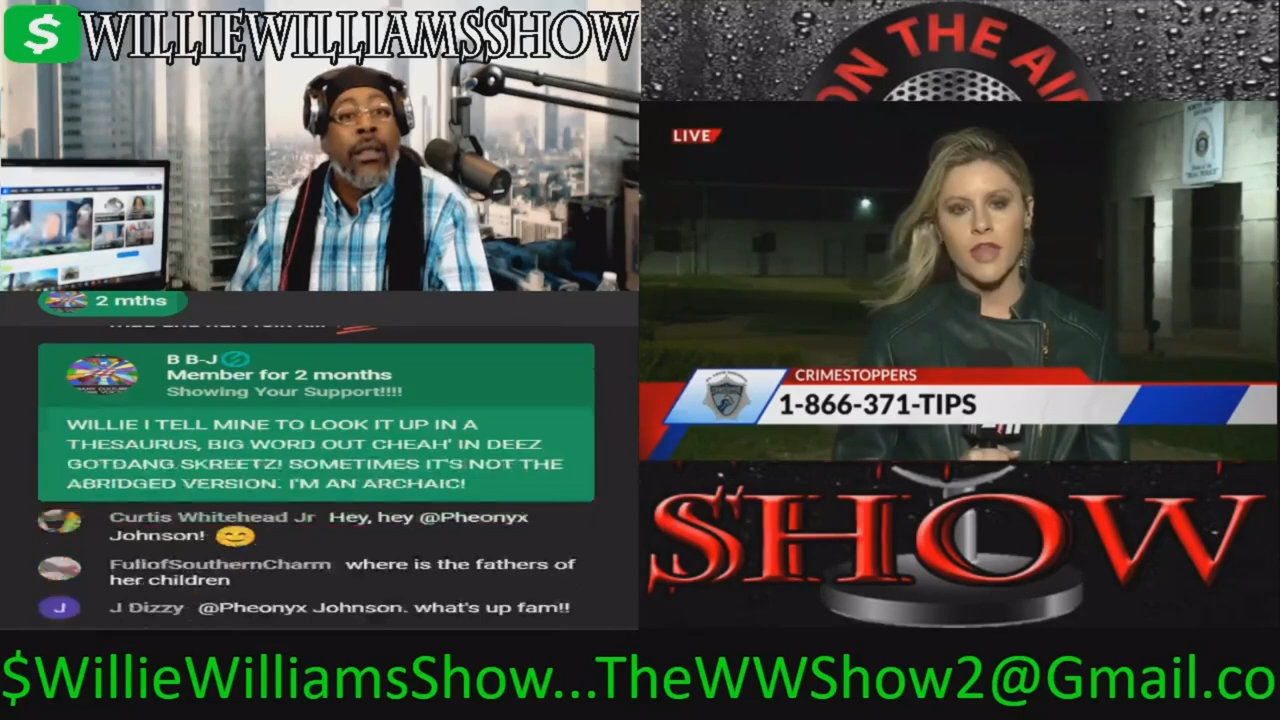 $ WILLIEWILLIAMSSHOW
ON THE AIR
LIVE
2 mths
B B-J
Member for 2 months
Showing Your Support!!!!
WILLIE I TELL MINE TO LOOK IT UP IN A
THESAURUS, BIG WORD OUT CHEAH' IN DEEZ
GOTDANG SKREETZ! SOMETIMES IT'S NOT THE
ABRIDGED VERSION. I'M AN ARCHAIC!
Curtis Whitehead Jr Hey, hey @Pheonyx
Johnson! 😊
FullofSouthernCharm where is the fathers of
her children
J J Dizzy @Pheonyx Johnson. what's up fam!!
CRIMESTOPPERS
1-866-371-TIPS
SHOW
$WillieWilliamsShow...TheWWShow2@Gmail.co